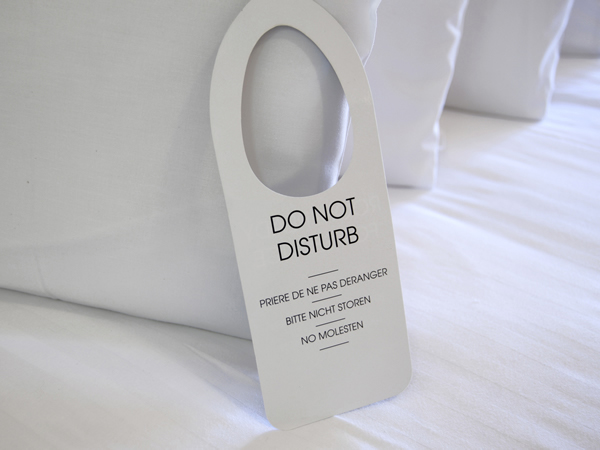 DO NOT
DISTURB
PRIERE DE NE PAS DERANGER
BITTE NICHT STOREN
NO MOLESTEN